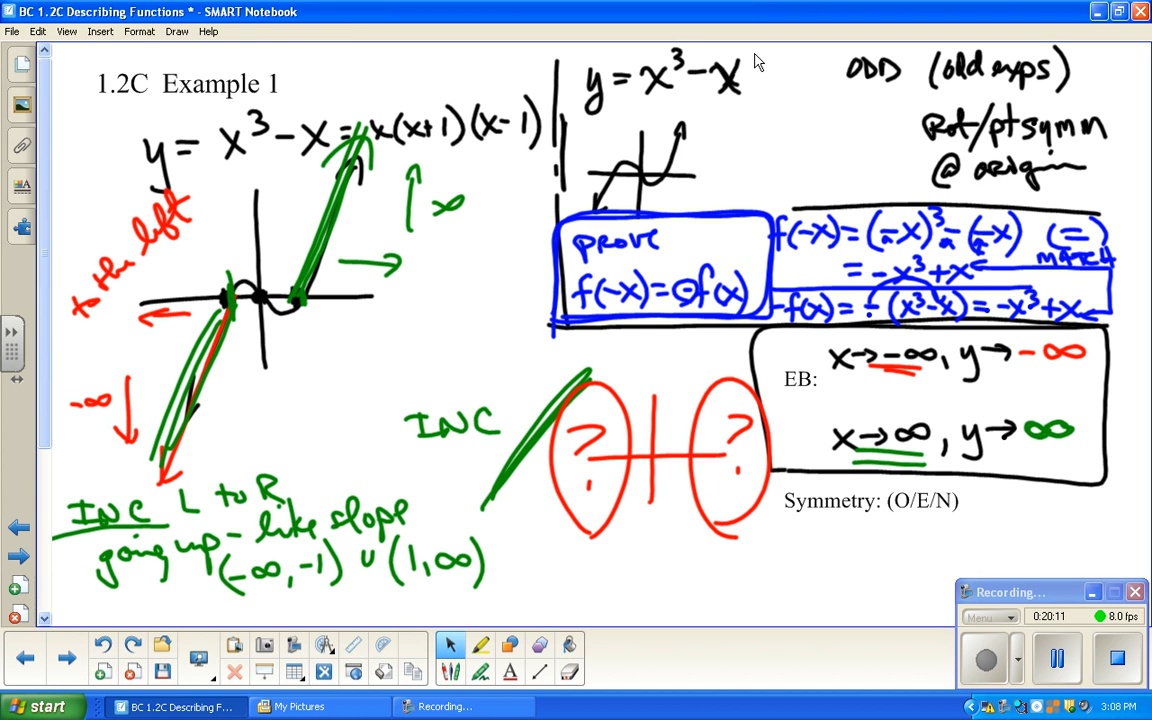 BC 1.2C Describing Functions * - SMART Notebook
File Edit View Insert Format Draw Help
1.2C Example 1
y = x³ - x = x(x+1)(x-1)
to the left
∞
-∞
INC
INC L to R
going up - like slope
(-∞, -1) ∪ (1, ∞)
y = x³ - x
ODD (odd exps)
Rot/pt symm
@ origin
prove
f(-x) = -f(x)
f(-x) = (-x)³ - (-x) (=)
MATCH
= -x³ + x
-f(x) = -(x³-x) = -x³ + x
x → -∞, y → -∞
EB:
x → ∞, y → ∞
? ?
Symmetry: (O/E/N)
Recording...
Menu 0:20:11 8.0 fps
start BC 1.2C Describing F... My Pictures Recording... 3:08 PM